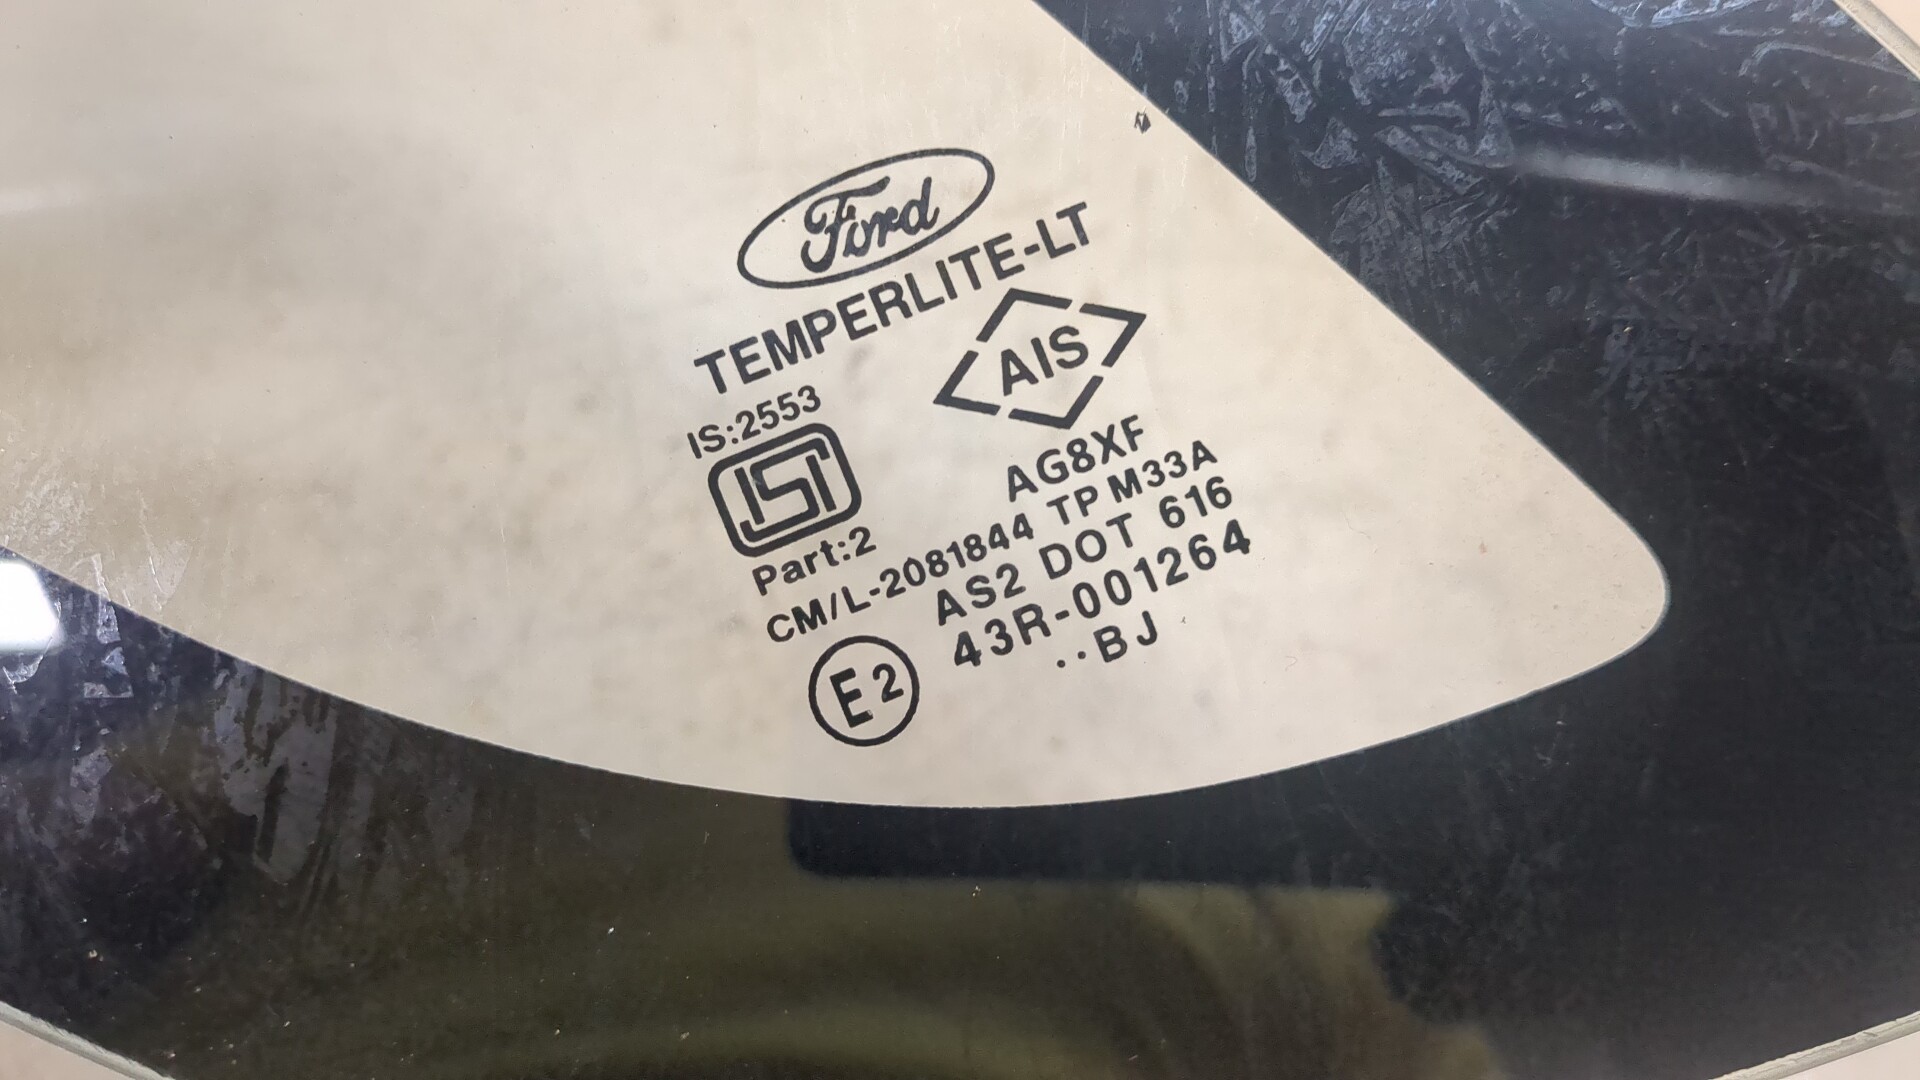 Ford
TEMPERLITE-LT
AIS
IS:2553
ISI
Part:2
AG8XF
CM/L-2081844 TP M33A
AS2 DOT 616
43R-001264
..BJ
E2